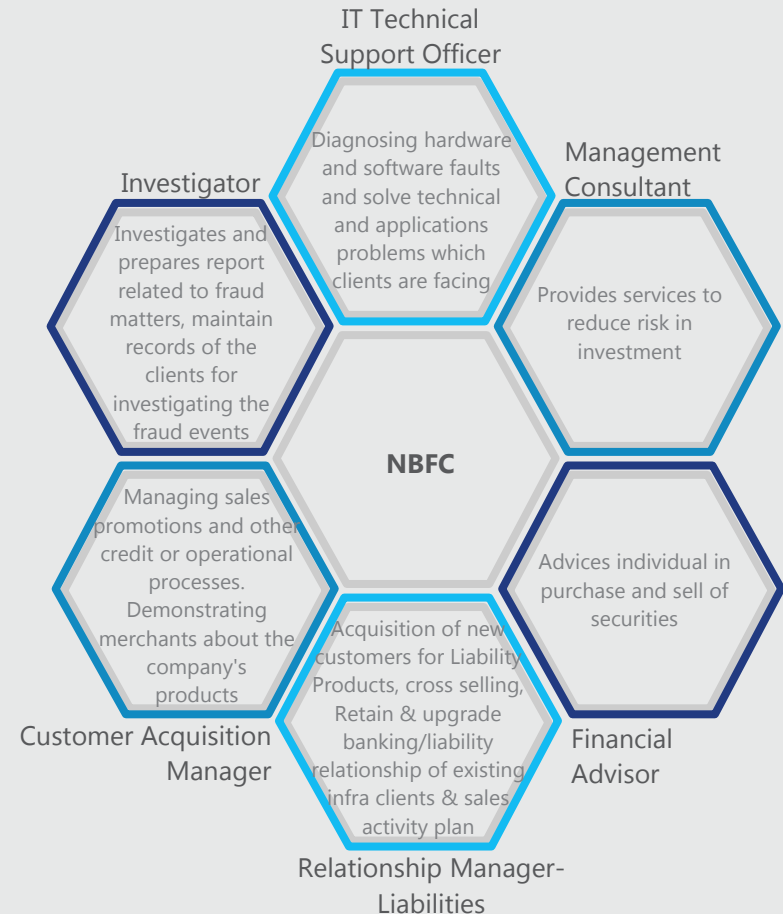 IT Technical
Support Officer
Diagnosing hardware
and software faults
and solve technical
and applications
problems which
clients are facing
Management
Consultant
Provides services to
reduce risk in
investment
Investigator
Investigates and
prepares report
related to fraud
matters, maintain
records of the
clients for
investigating the
fraud events
NBFC
Managing sales
promotions and other
credit or operational
processes.
Demonstrating
merchants about the
company's
products
Customer Acquisition
Manager
Advices individual in
purchase and sell of
securities
Financial
Advisor
Acquisition of new
customers for Liability
Products, cross selling,
Retain & upgrade
banking/liability
relationship of existing
infra clients & sales
activity plan
Relationship Manager-
Liabilities